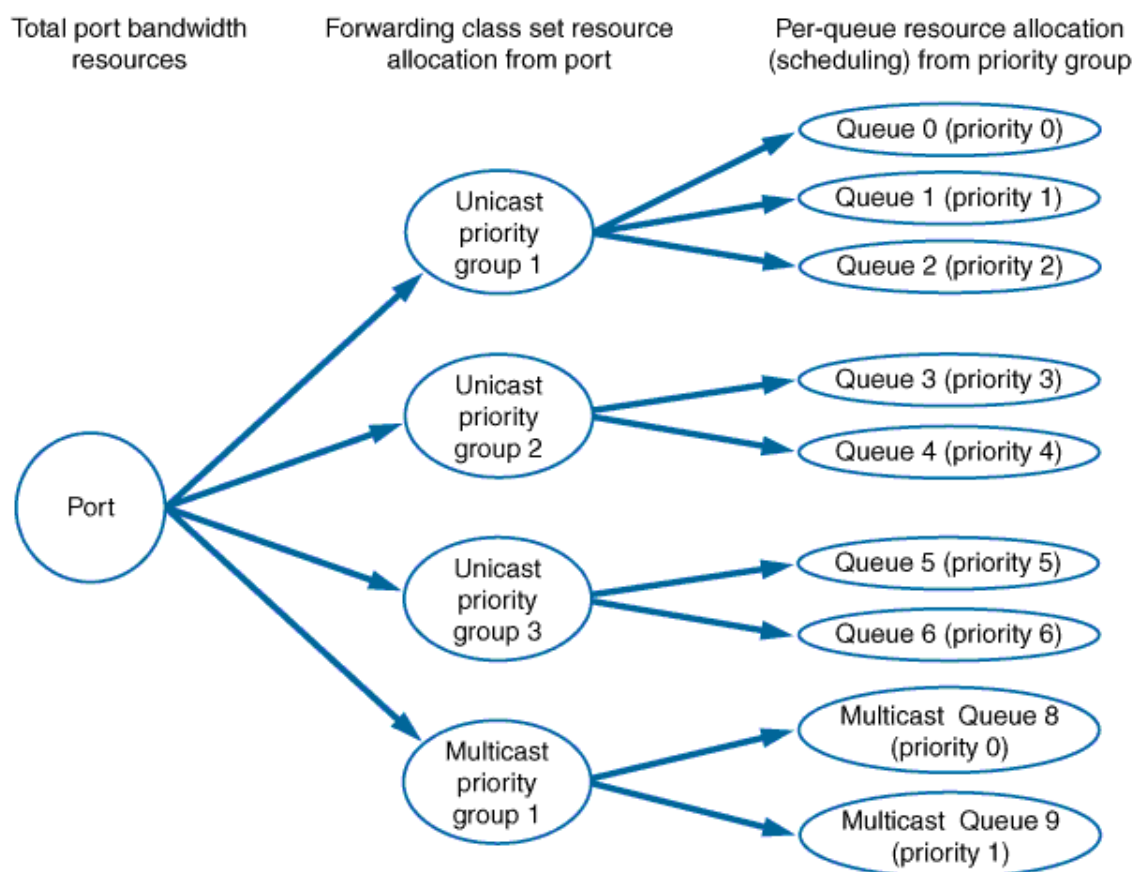 Total port bandwidth
resources
Forwarding class set resource
allocation from port
Per-queue resource allocation
(scheduling) from priority group
Port
Unicast
priority
group 1
Unicast
priority
group 2
Unicast
priority
group 3
Multicast
priority
group 1
Queue 0 (priority 0)
Queue 1 (priority 1)
Queue 2 (priority 2)
Queue 3 (priority 3)
Queue 4 (priority 4)
Queue 5 (priority 5)
Queue 6 (priority 6)
Multicast Queue 8
(priority 0)
Multicast Queue 9
(priority 1)